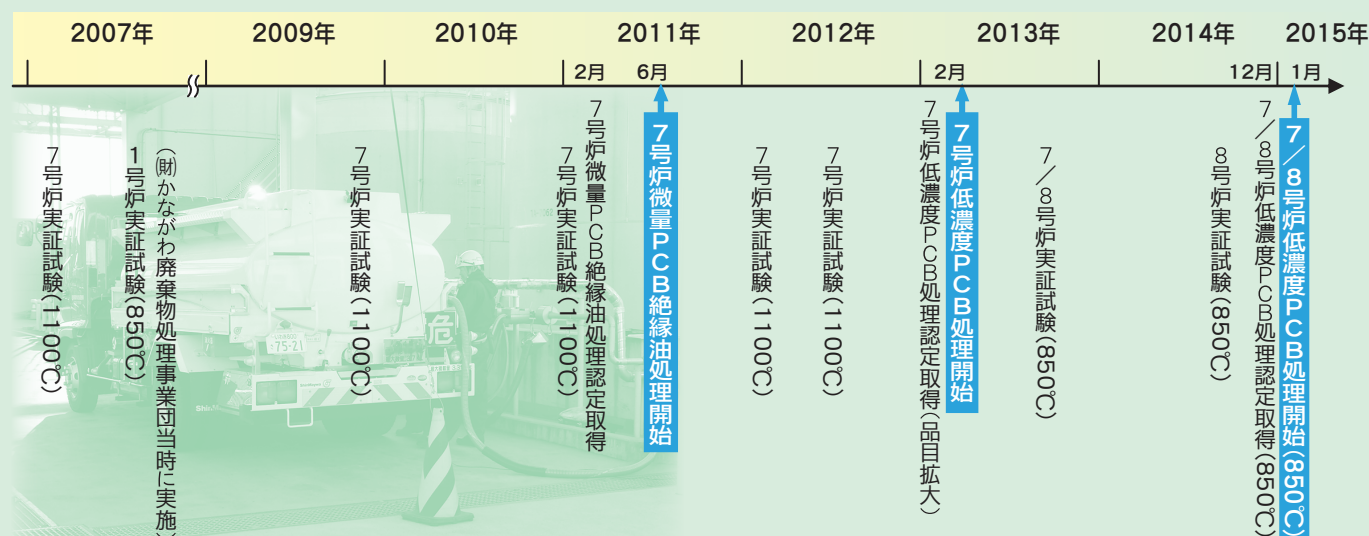 2007年
2009年
2010年
2011年
2012年
2013年
2014年
2015年
2月
6月
2月
12月
1月
7号炉実証試験(1100℃)
1号炉実証試験(850℃)
(㈶かながわ廃棄物処理事業団当時に実施)
7号炉実証試験(1100℃)
7号炉実証試験(1100℃)
7号炉微量PCB絶縁油処理認定取得
7号炉微量PCB絶縁油処理開始
7号炉実証試験(1100℃)
7号炉実証試験(1100℃)
7号炉低濃度PCB処理認定取得(品目拡大)
7号炉低濃度PCB処理開始
7/8号炉実証試験(850℃)
8号炉実証試験(850℃)
7/8号炉低濃度PCB処理認定取得(850℃)
7/8号炉低濃度PCB処理開始(850℃)
危
75-21